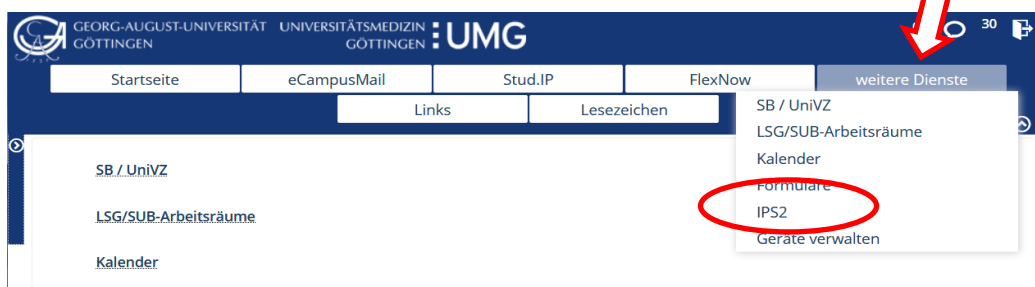 GEORG-AUGUST-UNIVERSITÄT
GÖTTINGEN
UNIVERSITÄTSMEDIZIN
GÖTTINGEN
UMG
30
Startseite
eCampusMail
Stud.IP
FlexNow
weitere Dienste
Links
Lesezeichen
SB / UniVZ
LSG/SUB-Arbeitsräume
Kalender
Formulare
IPS2
Geräte verwalten
SB / UniVZ
LSG/SUB-Arbeitsräume
Kalender